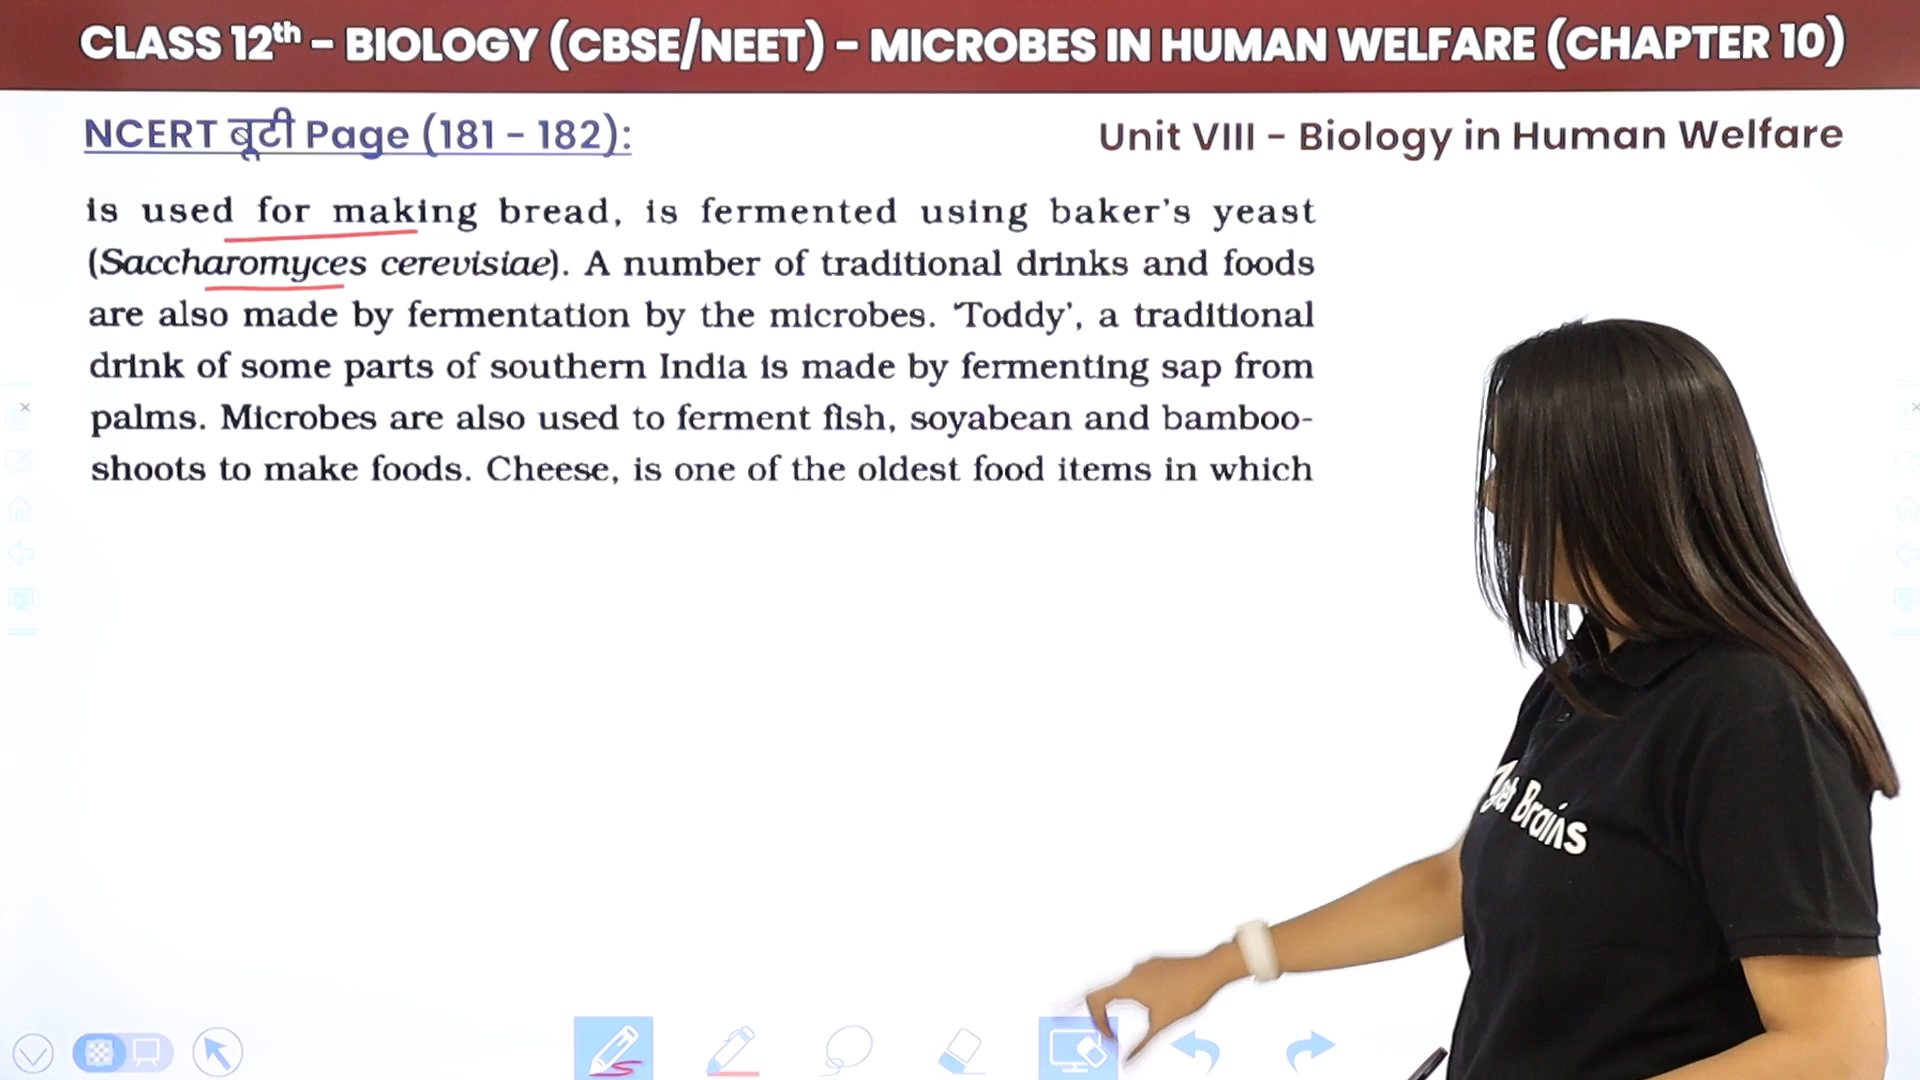 CLASS 12th - BIOLOGY (CBSE/NEET) - MICROBES IN HUMAN WELFARE (CHAPTER 10)
NCERT बूटी Page (181 - 182):
Unit VIII - Biology in Human Welfare
is used for making bread, is fermented using baker's yeast
(Saccharomyces cerevisiae). A number of traditional drinks and foods
are also made by fermentation by the microbes. 'Toddy', a traditional
drink of some parts of southern India is made by fermenting sap from
palms. Microbes are also used to ferment fish, soyabean and bamboo-
shoots to make foods. Cheese, is one of the oldest food items in which
Brains